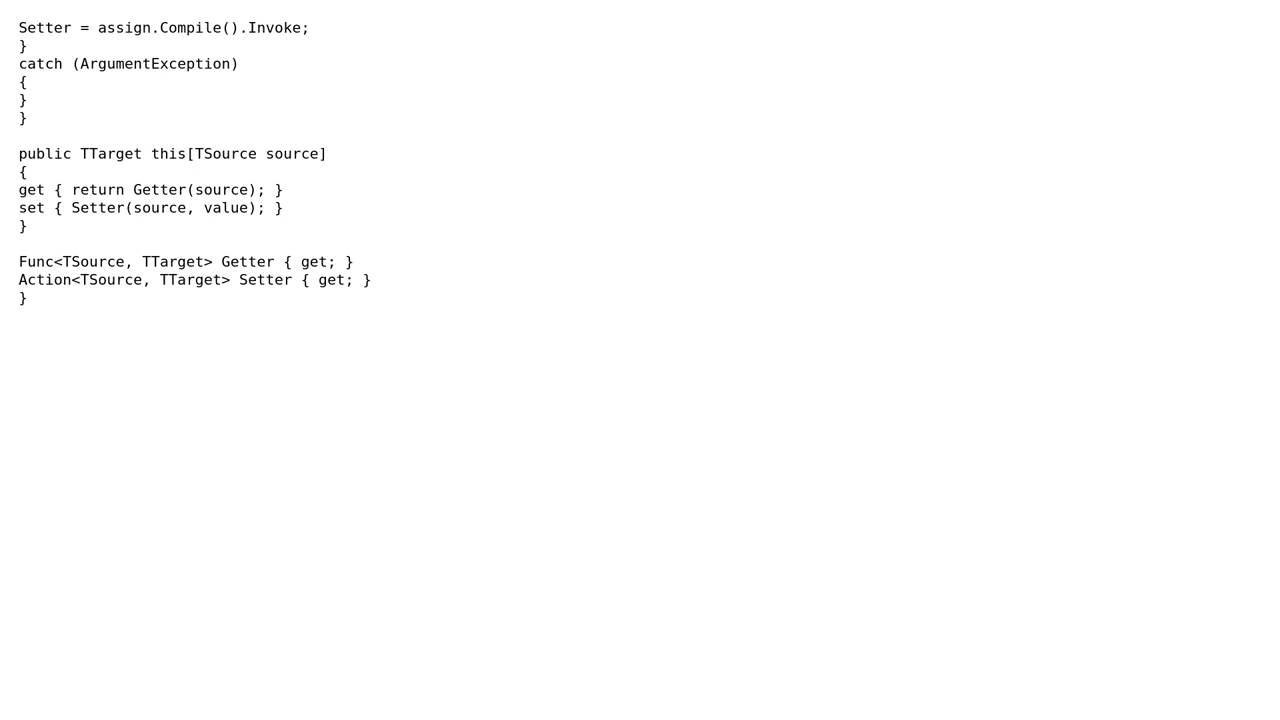 Setter = assign.Compile().Invoke;
}
catch (ArgumentException)
{
}
}

public TTarget this[TSource source]
{
get { return Getter(source); }
set { Setter(source, value); }
}

Func<TSource, TTarget> Getter { get; }
Action<TSource, TTarget> Setter { get; }
}